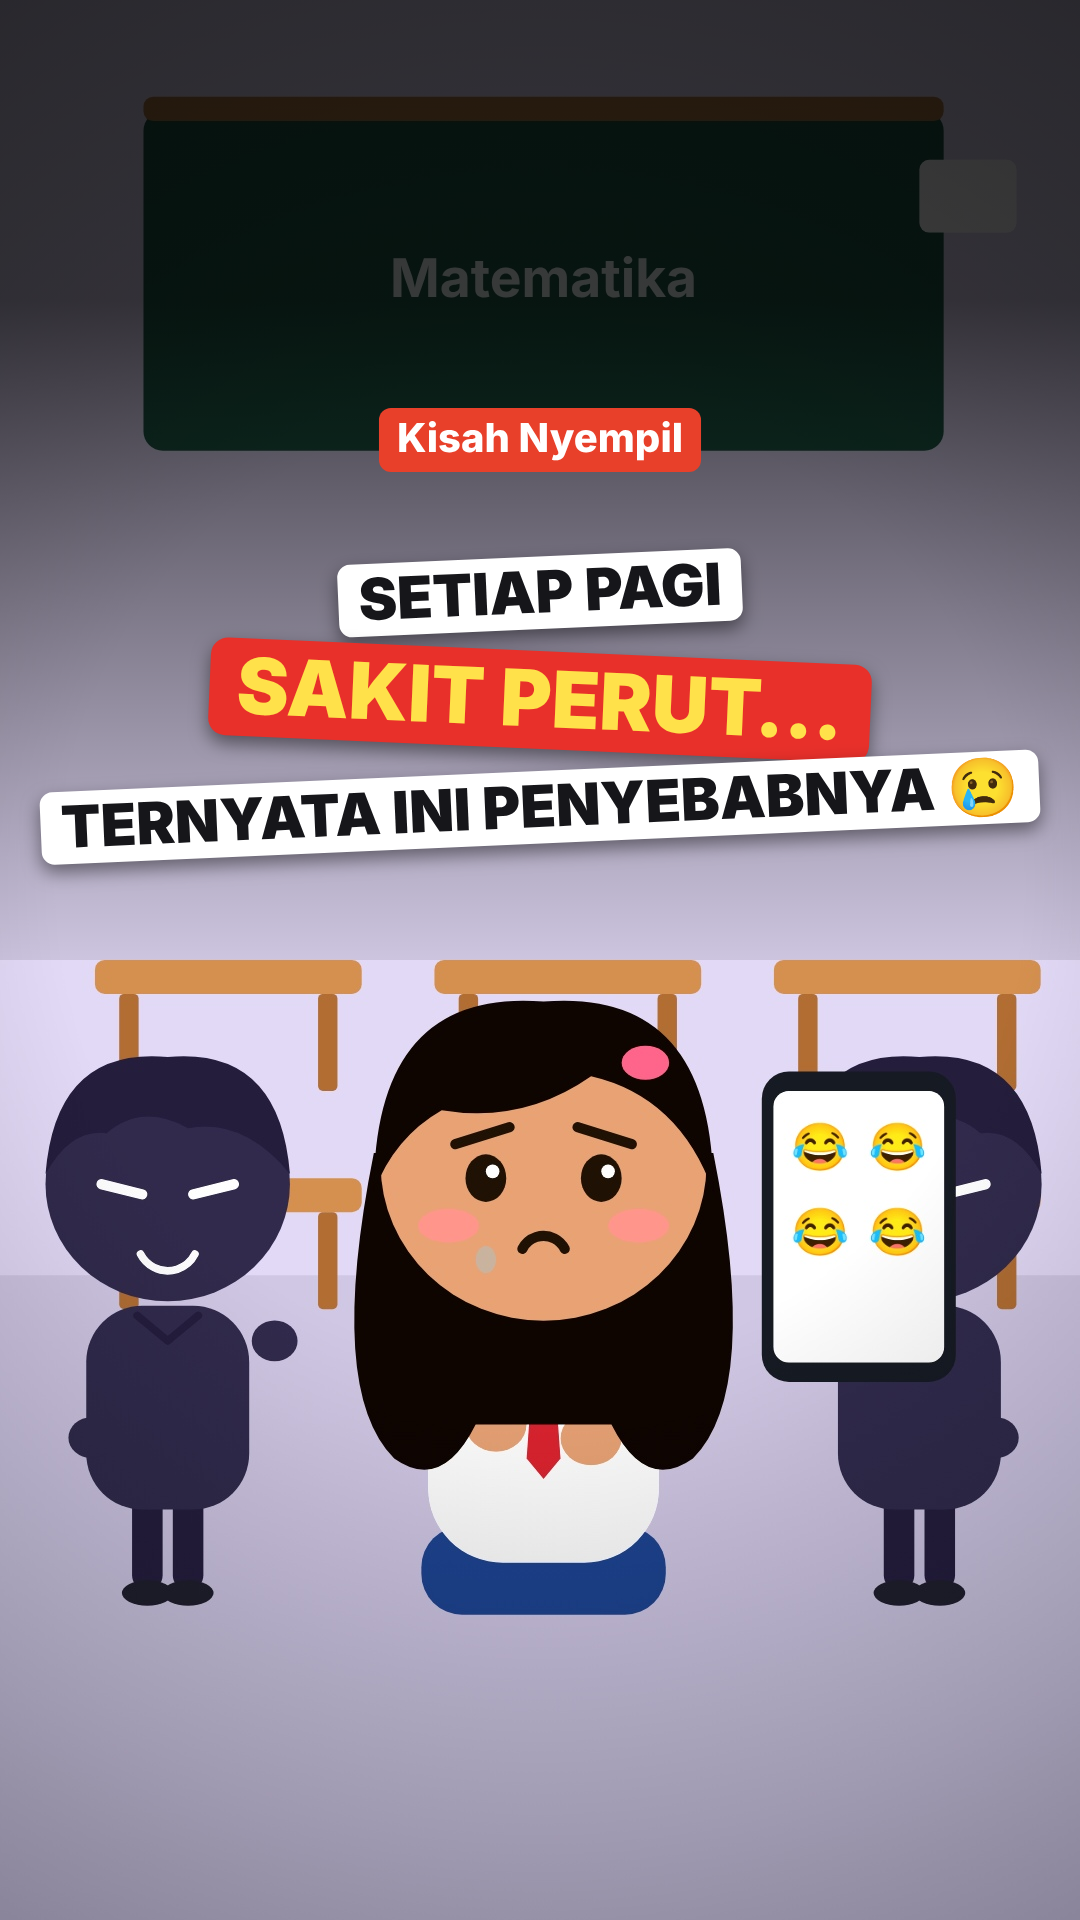 Matematika
Kisah Nyempil
SETIAP PAGI
SAKIT PERUT...
TERNYATA INI PENYEBABNYA 😢
😂 😂
😂 😂